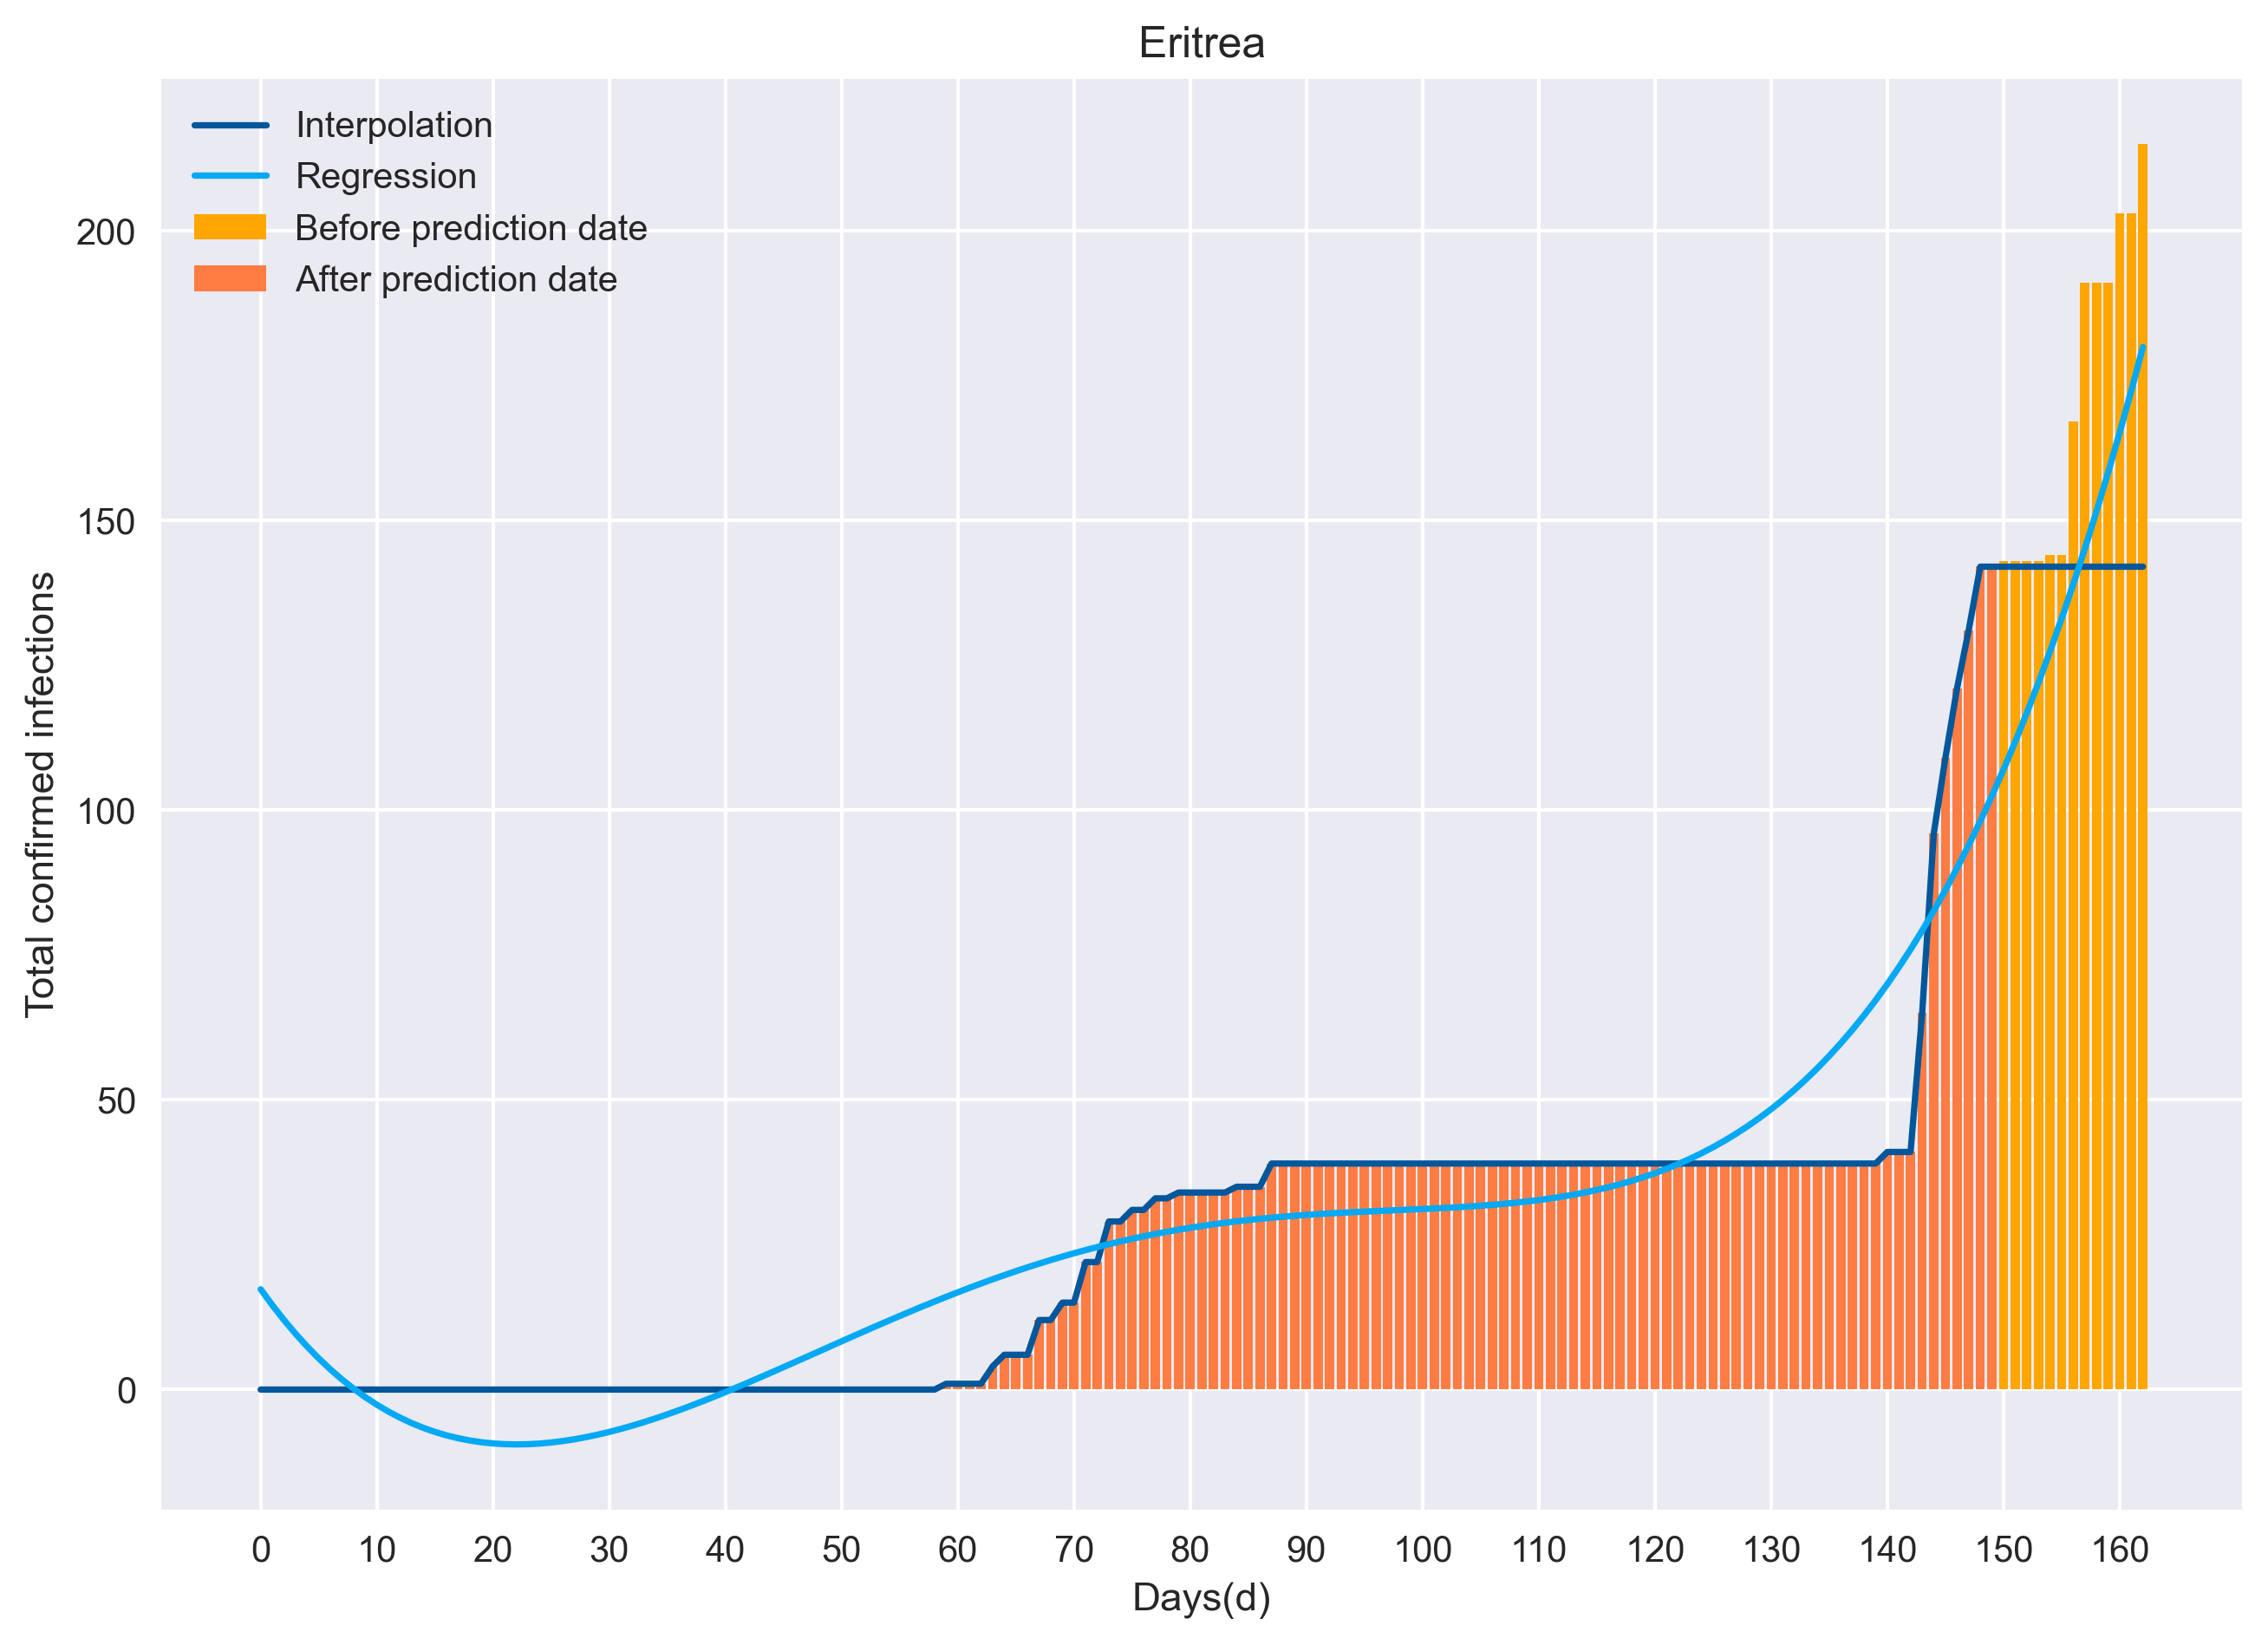 Eritrea
Interpolation
Regression
Before prediction date
After prediction date
200
150
100
50
0
Total confirmed infections
0 10 20 30 40 50 60 70 80 90 100 110 120 130 140 150 160
Days(d)